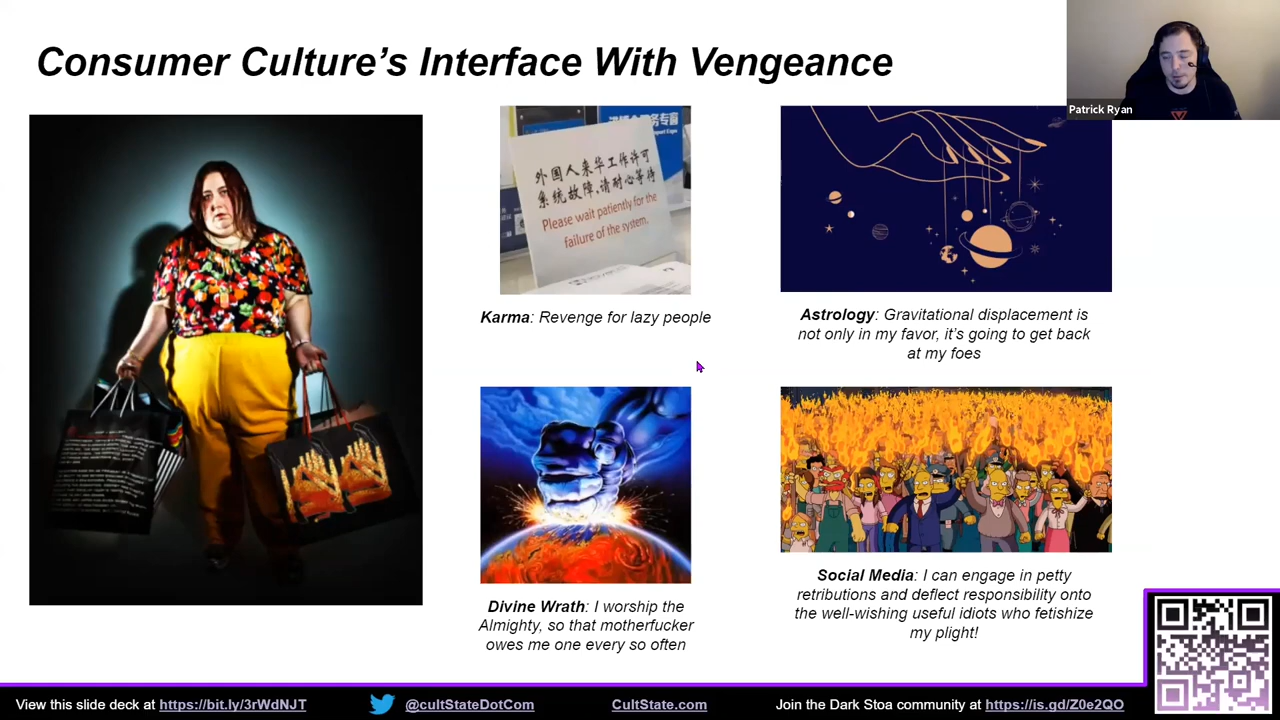 Consumer Culture's Interface With Vengeance
Patrick Ryan
外国人来华工作许可
系统故障,请耐心等待
Please wait patiently for the
failure of the system.
Karma: Revenge for lazy people
Astrology: Gravitational displacement is
not only in my favor, it's going to get back
at my foes
Divine Wrath: I worship the
Almighty, so that motherfucker
owes me one every so often
Social Media: I can engage in petty
retributions and deflect responsibility onto
the well-wishing useful idiots who fetishize
my plight!
View this slide deck at https://bit.ly/3rWdNJT
@cultStateDotCom
CultState.com
Join the Dark Stoa community at https://is.gd/Z0e2QO